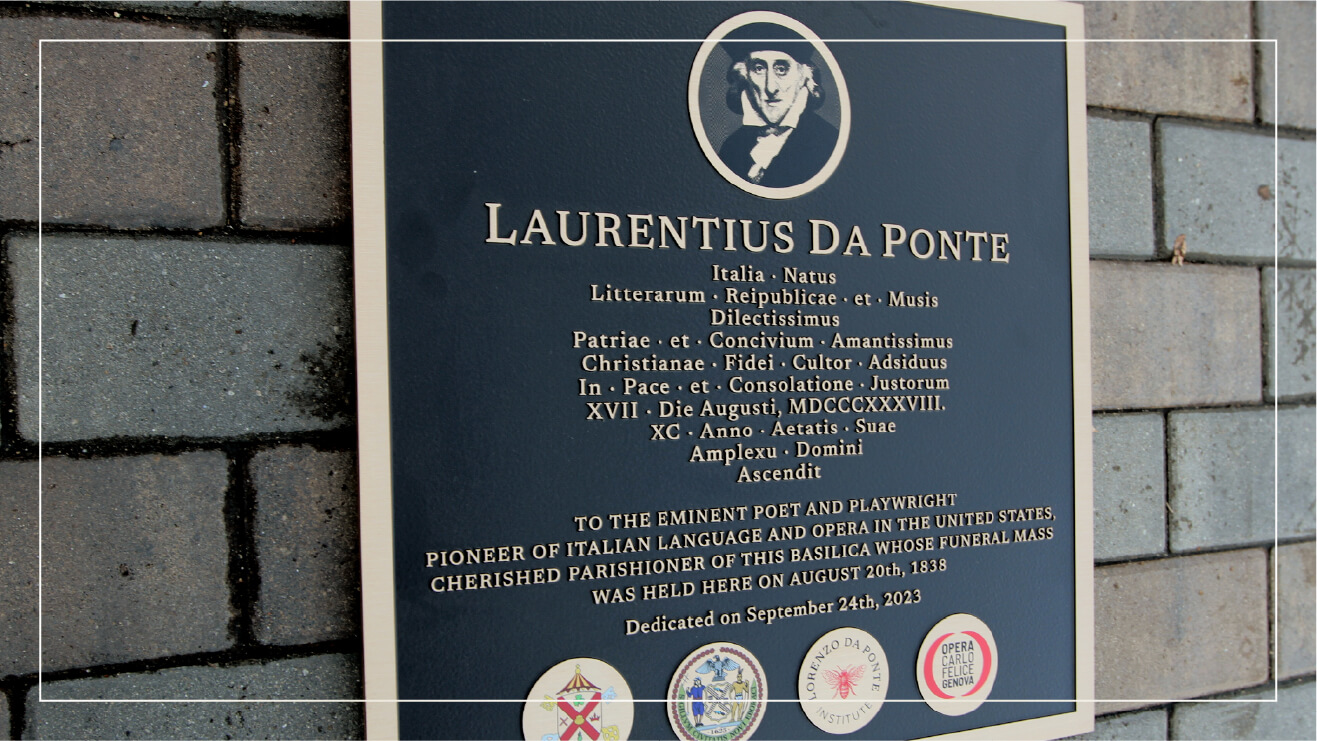 LAURENTIUS DA PONTE
Italia · Natus
Litterarum · Reipublicae · et · Musis
Dilectissimus
Patriae · et · Concivium · Amantissimus
Christianae · Fidei · Cultor · Adsiduus
In · Pace · et · Consolatione · Justorum
XVII · Die Augusti, MDCCCXXXVIII.
XC · Anno · Aetatis · Suae
Amplexu · Domini
Ascendit
TO THE EMINENT POET AND PLAYWRIGHT
PIONEER OF ITALIAN LANGUAGE AND OPERA IN THE UNITED STATES,
CHERISHED PARISHIONER OF THIS BASILICA WHOSE FUNERAL MASS
WAS HELD HERE ON AUGUST 20th, 1838
Dedicated on September 24th, 2023
1625
LORENZO DA PONTE
INSTITUTE
OPERA
CARLO
FELICE
GENOVA